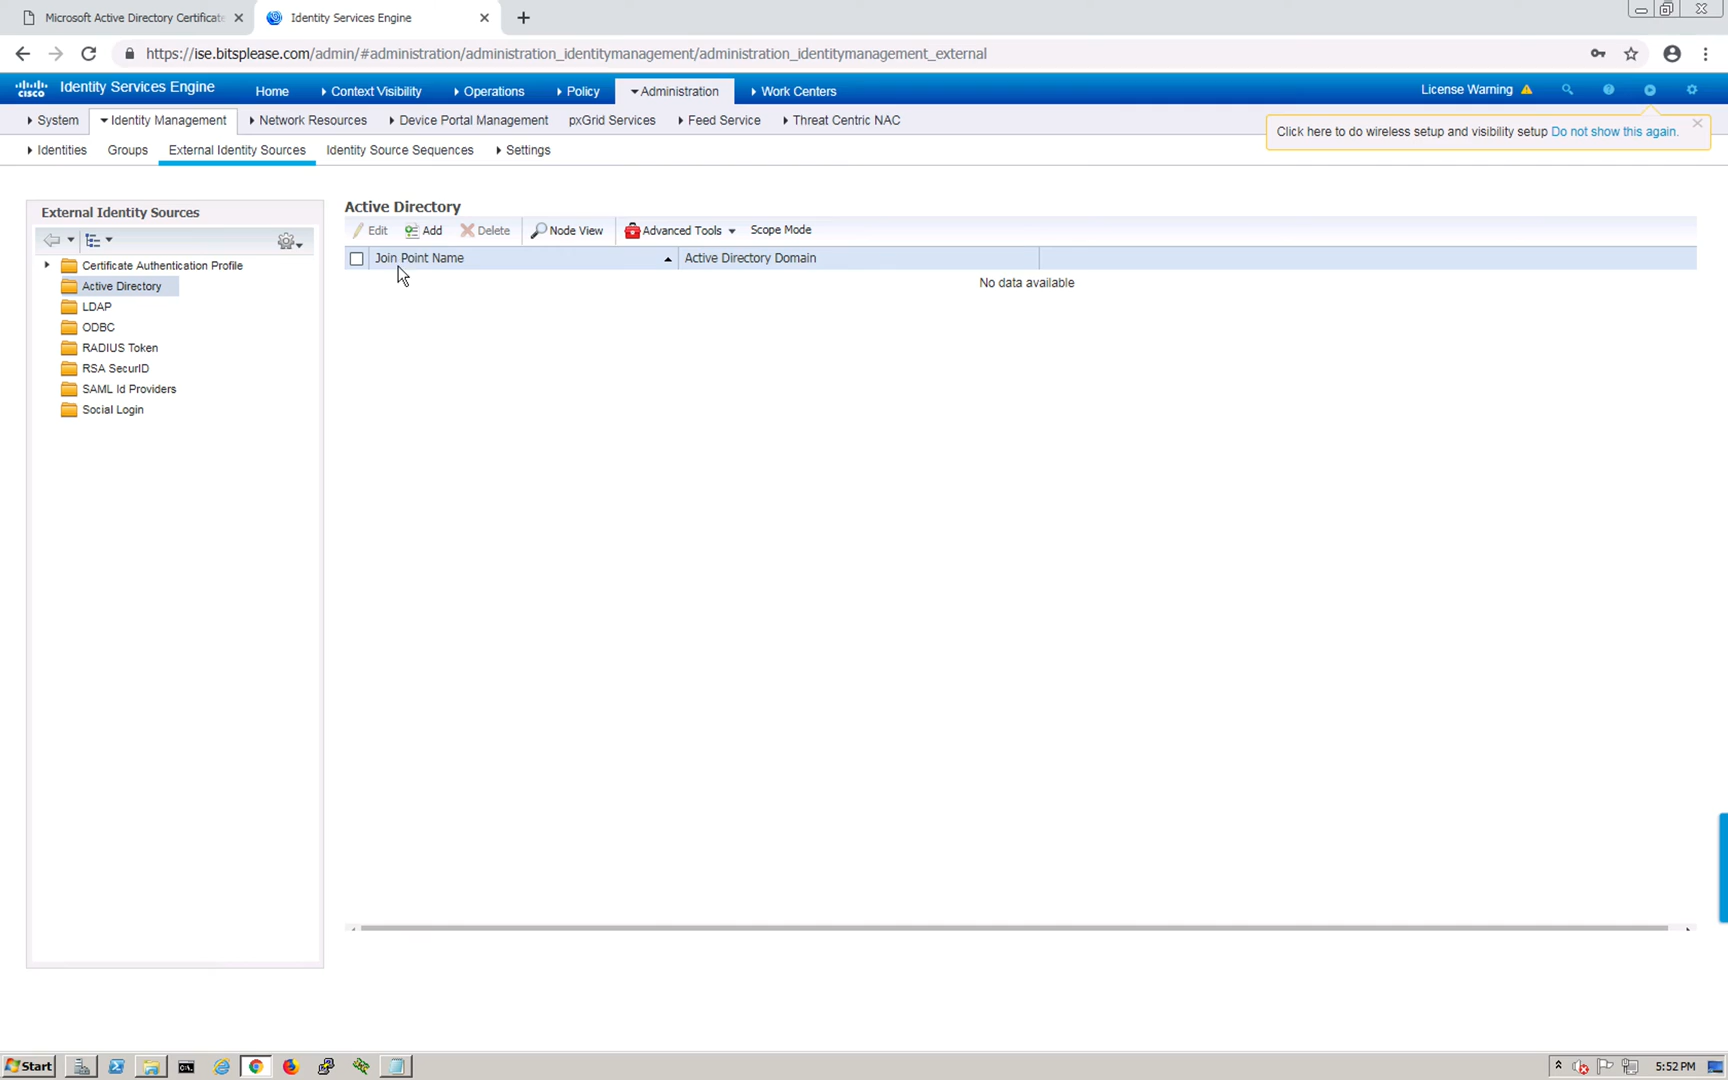 Microsoft Active Directory Certificate
Identity Services Engine
https://ise.bitsplease.com/admin/#administration/administration_identitymanagement/administration_identitymanagement_external
cisco Identity Services Engine
Home
Context Visibility
Operations
Policy
Administration
Work Centers
License Warning
System
Identity Management
Network Resources
Device Portal Management
pxGrid Services
Feed Service
Threat Centric NAC
Click here to do wireless setup and visibility setup Do not show this again.
Identities
Groups
External Identity Sources
Identity Source Sequences
Settings
External Identity Sources
Certificate Authentication Profile
Active Directory
LDAP
ODBC
RADIUS Token
RSA SecurID
SAML Id Providers
Social Login
Active Directory
Edit
Add
Delete
Node View
Advanced Tools
Scope Mode
Join Point Name
Active Directory Domain
No data available
Start
5:52 PM